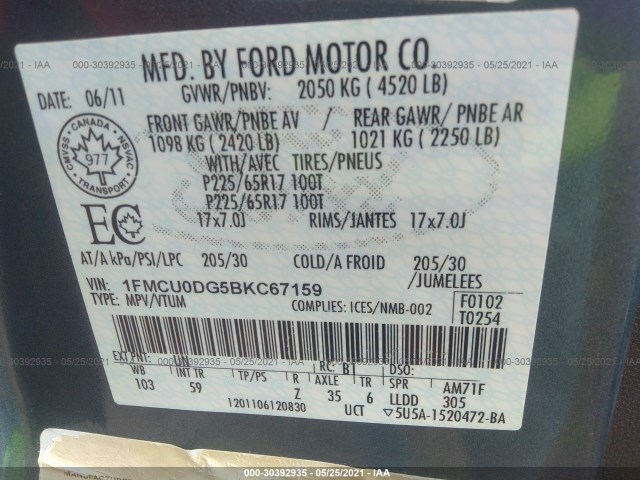 000-30392935 - 05/25/2021 - IAA
MFD. BY FORD MOTOR CO
DATE: 06/11
GVWR/PNBV: 2050 KG ( 4520 LB)
FRONT GAWR/PNBE AV / REAR GAWR/ PNBE AR
1098 KG ( 2420 LB) 1021 KG ( 2250 LB)
WITH/AVEC TIRES/PNEUS
P225/65R17 100T
P225/65R17 100T
17x7.0J RIMS/JANTES 17x7.0J
CANADA
CMVSS NSVAC
977
TRANSPORT
EC
AT/A kPa/PSI/LPC 205/30 COLD/A FROID 205/30
/JUMELEES
VIN: 1FMCU0DG5BKC67159
TYPE: MPV/VTUM COMPLIES: ICES/NMB-002
F0102
T0254
EXT PNT: UN RC: BT DSO:
WB INT TR TP/PS R AXLE TR SPR AM71F
103 59 Z 35 6 LLDD 305
1201106120830 UCT 5U5A-1520472-BA
000-30392935 - 05/25/2021 - IAA